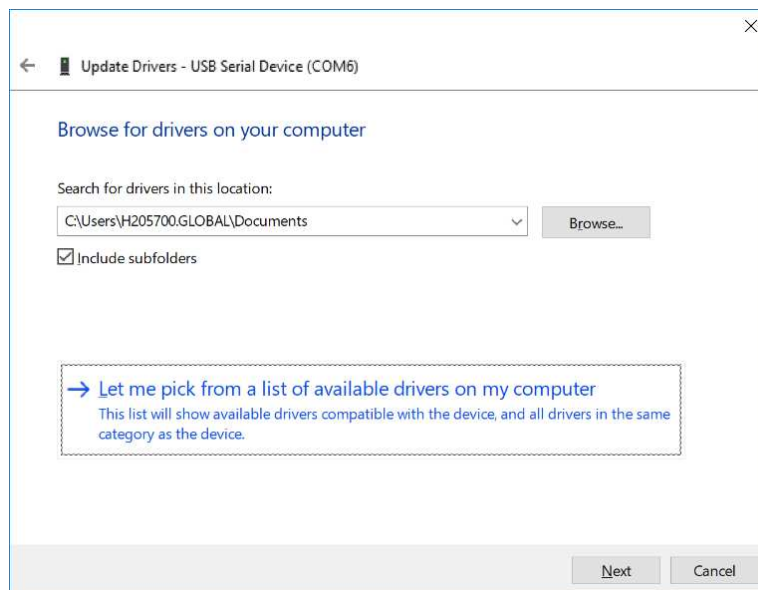 Update Drivers - USB Serial Device (COM6)
Browse for drivers on your computer
Search for drivers in this location:
C:\Users\H205700.GLOBAL\Documents
Browse...
Include subfolders
Let me pick from a list of available drivers on my computer
This list will show available drivers compatible with the device, and all drivers in the same
category as the device.
Next
Cancel